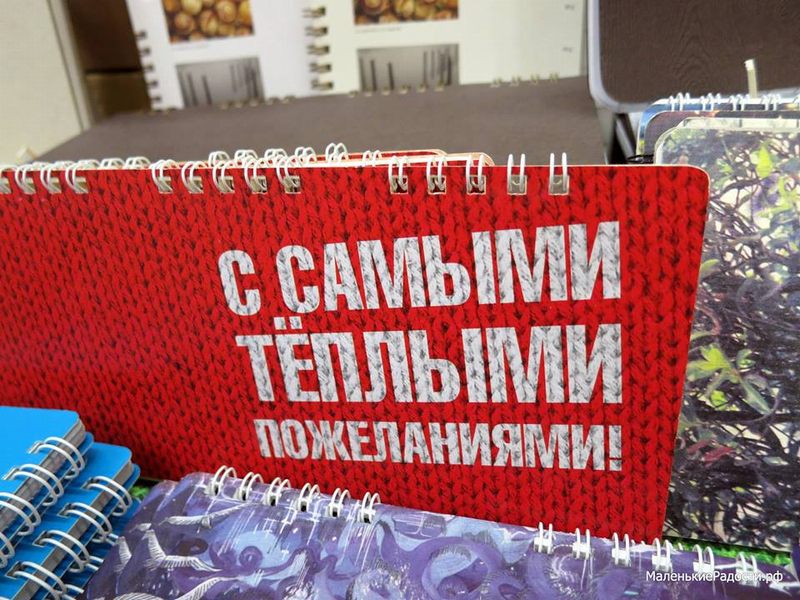 С САМЫМИ
ТЁПЛЫМИ
ПОЖЕЛАНИЯМИ!
МаленькиеРадости.рф